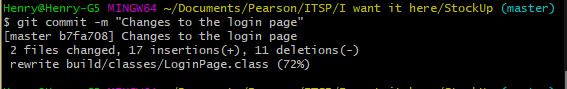 Henry@Henry-G5 MINGW64 ~/Documents/Pearson/ITSP/I want it here/StockUp (master)
$ git commit -m "Changes to the login page"
[master b7fa708] Changes to the login page
 2 files changed, 17 insertions(+), 11 deletions(-)
 rewrite build/classes/LoginPage.class (72%)